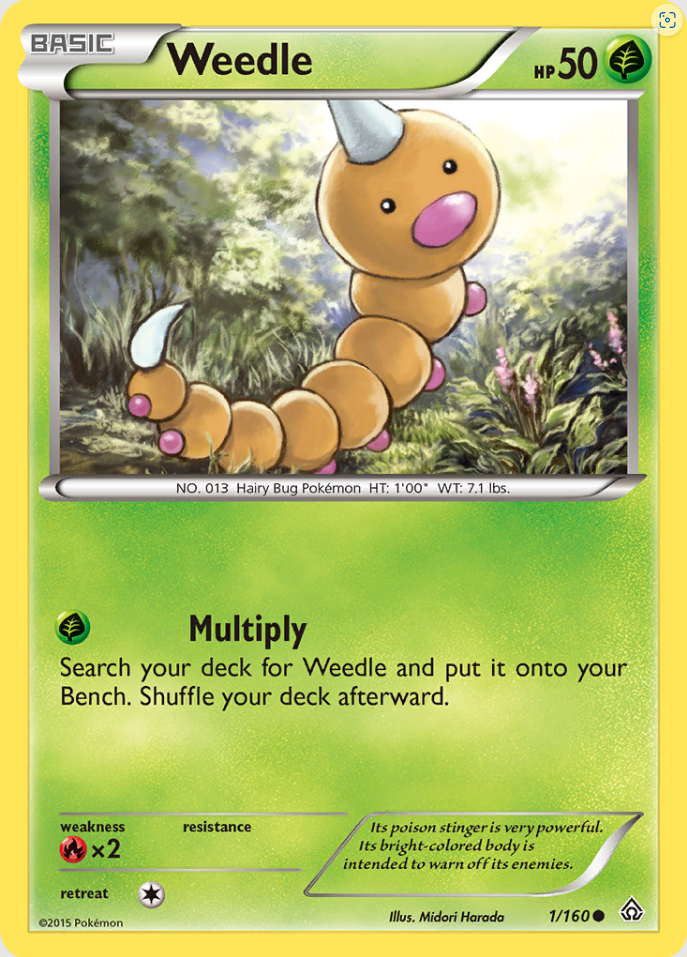 BASIC Weedle HP50
NO. 013 Hairy Bug Pokémon HT: 1'00" WT: 7.1 lbs.
Multiply
Search your deck for Weedle and put it onto your
Bench. Shuffle your deck afterward.
weakness resistance
×2
retreat
Its poison stinger is very powerful.
Its bright-colored body is
intended to warn off its enemies.
©2015 Pokémon
Illus. Midori Harada 1/160